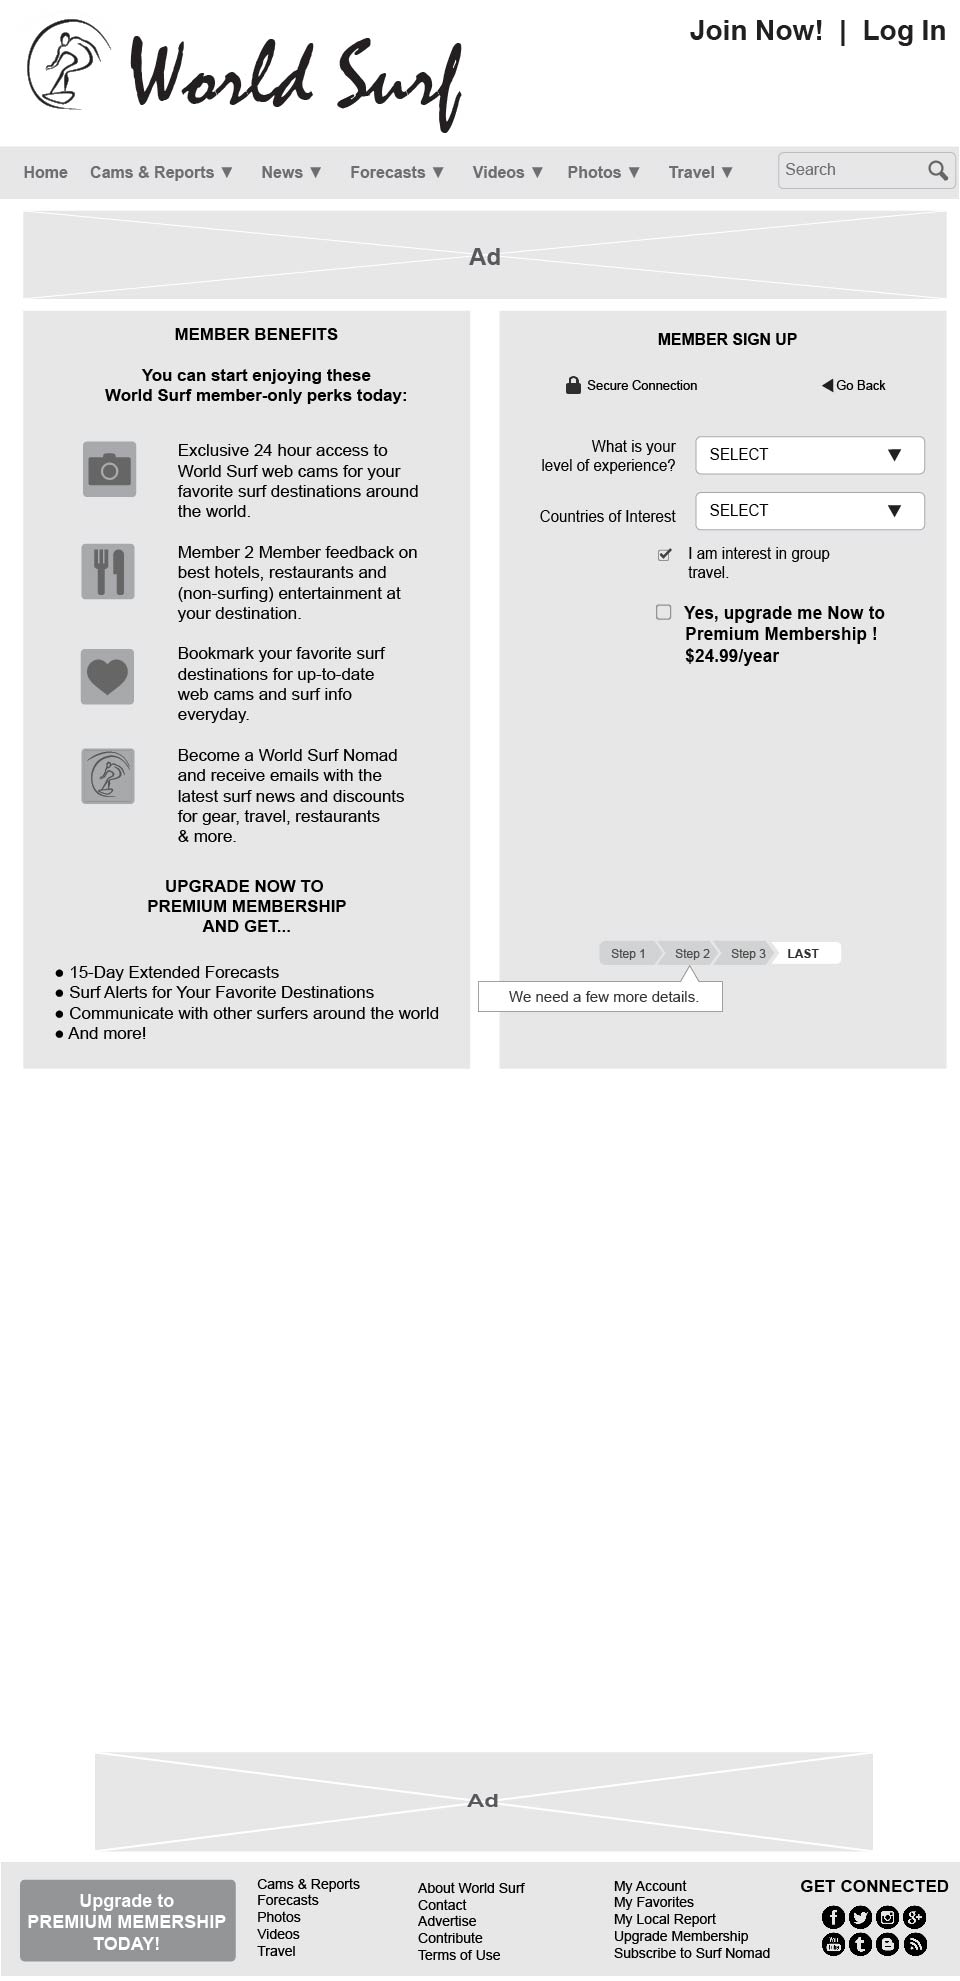 World Surf
Join Now! | Log In
Home Cams & Reports ▼ News ▼ Forecasts ▼ Videos ▼ Photos ▼ Travel ▼ Search
Ad
MEMBER BENEFITS
You can start enjoying these
World Surf member-only perks today:
Exclusive 24 hour access to
World Surf web cams for your
favorite surf destinations around
the world.
Member 2 Member feedback on
best hotels, restaurants and
(non-surfing) entertainment at
your destination.
Bookmark your favorite surf
destinations for up-to-date
web cams and surf info
everyday.
Become a World Surf Nomad
and receive emails with the
latest surf news and discounts
for gear, travel, restaurants
& more.
UPGRADE NOW TO
PREMIUM MEMBERSHIP
AND GET...
● 15-Day Extended Forecasts
● Surf Alerts for Your Favorite Destinations
● Communicate with other surfers around the world
● And more!
MEMBER SIGN UP
Secure Connection
Go Back
What is your
level of experience?
SELECT
Countries of Interest
SELECT
I am interest in group
travel.
Yes, upgrade me Now to
Premium Membership !
$24.99/year
Step 1 Step 2 Step 3 LAST
We need a few more details.
Ad
Upgrade to
PREMIUM MEMERSHIP
TODAY!
Cams & Reports
Forecasts
Photos
Videos
Travel
About World Surf
Contact
Advertise
Contribute
Terms of Use
My Account
My Favorites
My Local Report
Upgrade Membership
Subscribe to Surf Nomad
GET CONNECTED
You
Tube